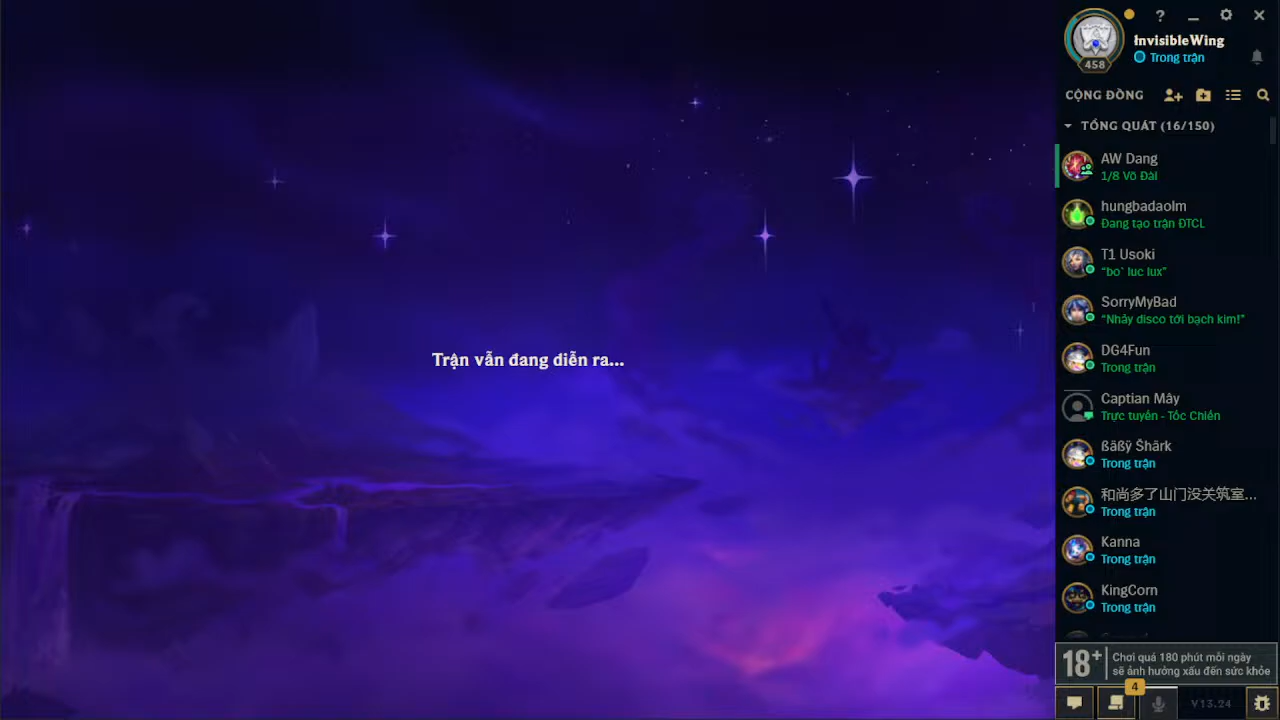 ?
InvisibleWing
458
Trong trận
CỘNG ĐỒNG
TỔNG QUÁT (16/150)
AW Dang
1/8 Võ Đài
hungbadaolm
Đang tạo trận ĐTCL
T1 Usoki
“bo` luc lux”
SorryMyBad
“Nhảy disco tới bạch kim!”
DG4Fun
Trong trận
Captian Mây
Trực tuyến - Tốc Chiến
ßäßÿ Šhärk
Trong trận
和尚多了山门没关筑室...
Trong trận
Kanna
Trong trận
KingCorn
Trong trận
Trận vẫn đang diễn ra...
18+
Chơi quá 180 phút mỗi ngày
sẽ ảnh hưởng xấu đến sức khỏe
4
V13.24